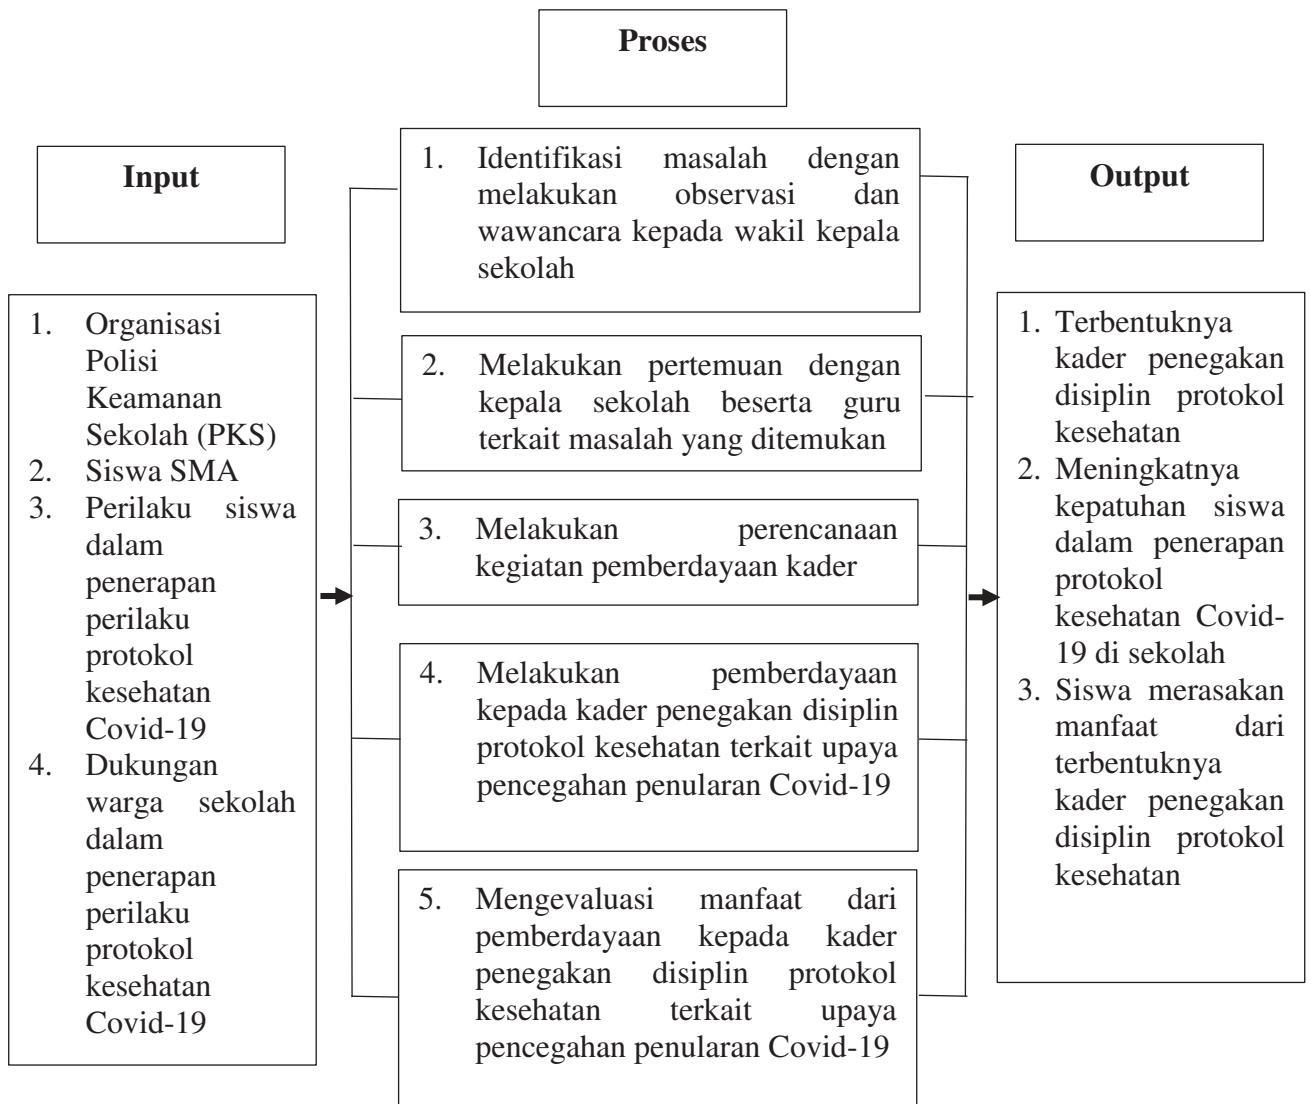 Proses
Input
Output
1. Organisasi
Polisi
Keamanan
Sekolah (PKS)
2. Siswa SMA
3. Perilaku siswa
dalam
penerapan
perilaku
protokol
kesehatan
Covid-19
4. Dukungan
warga sekolah
dalam
penerapan
perilaku
protokol
kesehatan
Covid-19
1. Identifikasi masalah dengan
melakukan observasi dan
wawancara kepada wakil kepala
sekolah
2. Melakukan pertemuan dengan
kepala sekolah beserta guru
terkait masalah yang ditemukan
3. Melakukan perencanaan
kegiatan pemberdayaan kader
4. Melakukan pemberdayaan
kepada kader penegakan disiplin
protokol kesehatan terkait upaya
pencegahan penularan Covid-19
5. Mengevaluasi manfaat dari
pemberdayaan kepada kader
penegakan disiplin protokol
kesehatan terkait upaya
pencegahan penularan Covid-19
1. Terbentuknya
kader penegakan
disiplin protokol
kesehatan
2. Meningkatnya
kepatuhan siswa
dalam penerapan
protokol
kesehatan Covid-
19 di sekolah
3. Siswa merasakan
manfaat dari
terbentuknya
kader penegakan
disiplin protokol
kesehatan